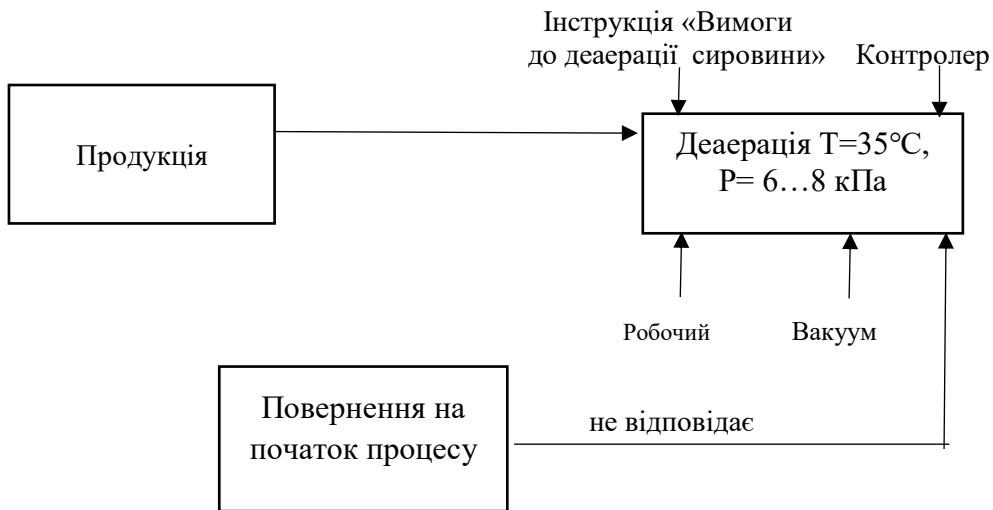 Інструкція «Вимоги
до деаерації сировини»
Контролер
Продукція
Деаерація Т=35℃,
Р= 6…8 кПа
Робочий
Вакуум
Повернення на
початок процесу
не відповідає